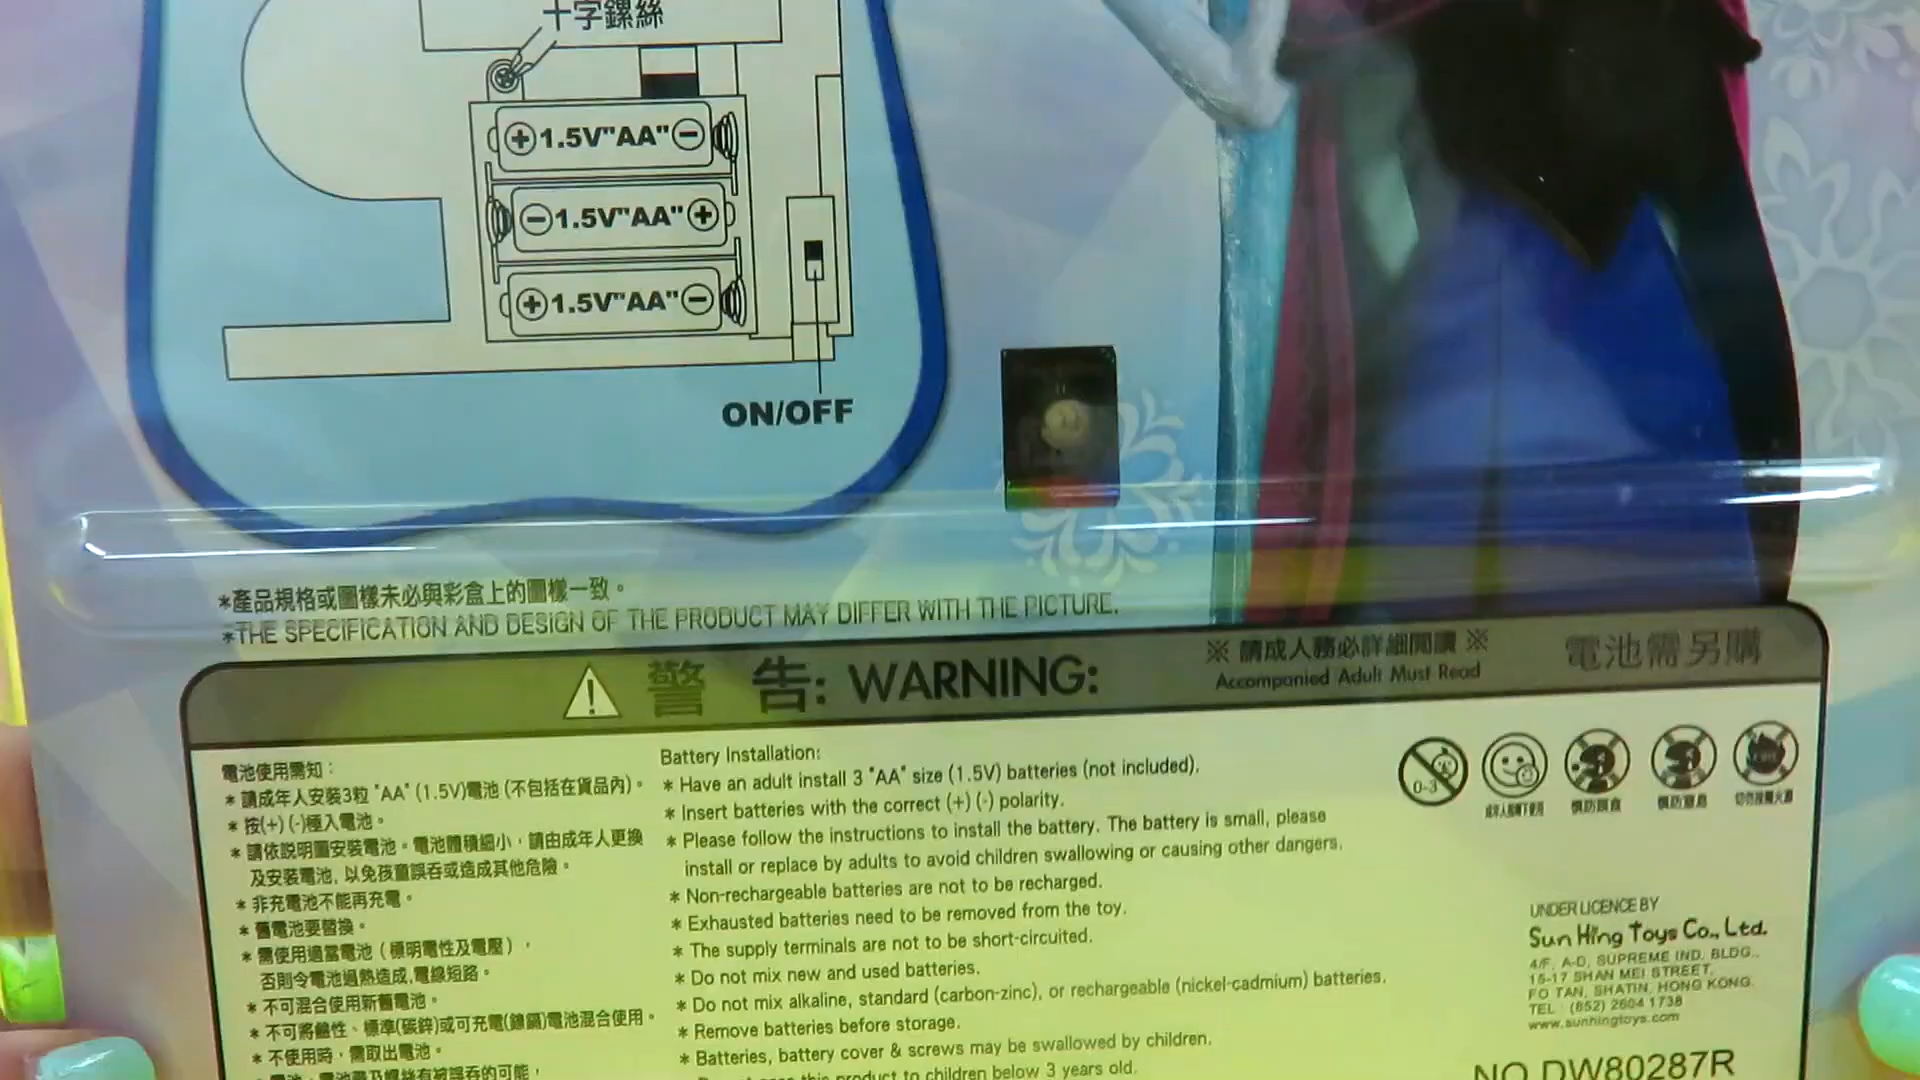 十字鏍絲
+1.5V"AA"-
-1.5V"AA"+
+1.5V"AA"-
ON/OFF
*產品規格或圖樣未必與彩盒上的圖樣一致。
*THE SPECIFICATION AND DESIGN OF THE PRODUCT MAY DIFFER WITH THE PICTURE.
警 告: WARNING:
※ 請成人務必詳細閱讀 ※
Accompanied Adult Must Read
電池需另購
電池使用需知：
* 請成年人安裝3粒 "AA" (1.5V)電池 (不包括在貨品內)。
* 按(+) (-)極入電池。
* 請依説明圖安裝電池。電池體積細小，請由成年人更換
及安裝電池, 以免孩童誤吞或造成其他危險。
* 非充電池不能再充電。
* 舊電池要替換。
* 需使用適當電池（標明電性及電壓），
否則令電池過熱造成,電線短路。
* 不可混合使用新舊電池。
* 不可將鹼性、標準(碳鋅)或可充電(鎳鎘)電池混合使用。
* 不使用時，需取出電池。
Battery Installation:
* Have an adult install 3 "AA" size (1.5V) batteries (not included).
* Insert batteries with the correct (+) (-) polarity.
* Please follow the instructions to install the battery. The battery is small, please
install or replace by adults to avoid children swallowing or causing other dangers.
* Non-rechargeable batteries are not to be recharged.
* Exhausted batteries need to be removed from the toy.
* The supply terminals are not to be short-circuited.
* Do not mix new and used batteries.
* Do not mix alkaline, standard (carbon-zinc), or rechargeable (nickel-cadmium) batteries.
* Remove batteries before storage.
* Batteries, battery cover & screws may be swallowed by children.
this product to children below 3 years old.
0-3
慎防誤食
UNDER LICENCE BY
Sun Hing Toys Co., Ltd.
4/F, A-D, SUPREME IND. BLDG.,
15-17 SHAN MEI STREET,
FO TAN, SHATIN, HONG KONG.
TEL : (852) 2604 1738
www.sunhingtoys.com
NO.DW80287R